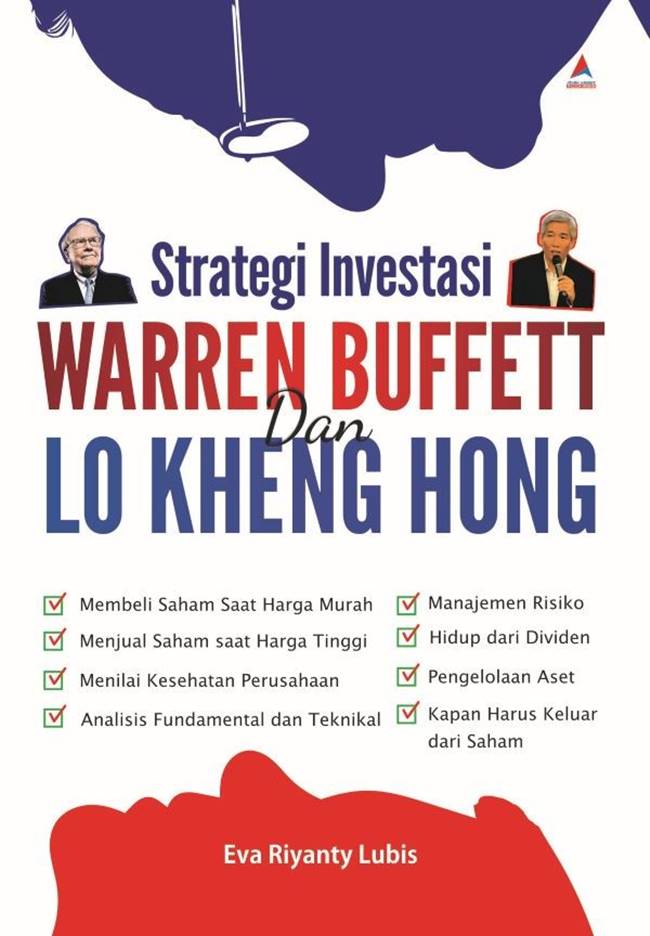 Strategi Investasi
WARREN BUFFETT
Dan
LO KHENG HONG
Membeli Saham Saat Harga Murah
Menjual Saham saat Harga Tinggi
Menilai Kesehatan Perusahaan
Analisis Fundamental dan Teknikal
Manajemen Risiko
Hidup dari Dividen
Pengelolaan Aset
Kapan Harus Keluar
dari Saham
Eva Riyanty Lubis